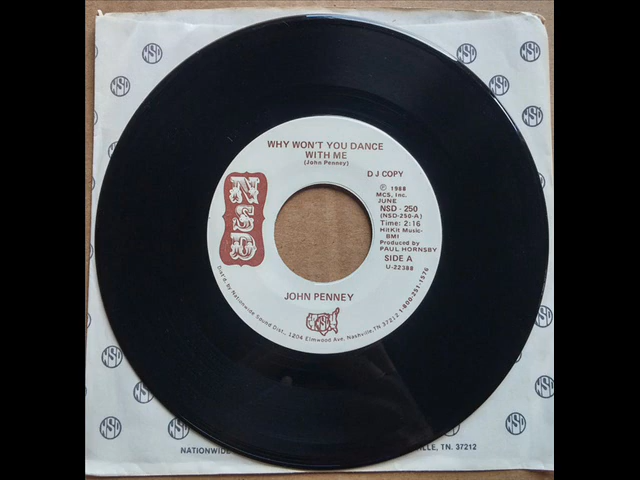 WHY WON'T YOU DANCE
WITH ME
(John Penney)
D J COPY
Ⓟ 1988
MCS, Inc.
JUNE
NSD - 250
(NSD-250-A)
Time: 2:16
HitKit Music-
BMI
Produced by
PAUL HORNSBY
SIDE A
U-22388
NSD
JOHN PENNEY
NSD
Dist'b. by Nationwide Sound Dist., 1204 Elmwood Ave, Nashville, TN 37212 1-800-251-1576
NATIONWIDE
VILLE, TN. 37212